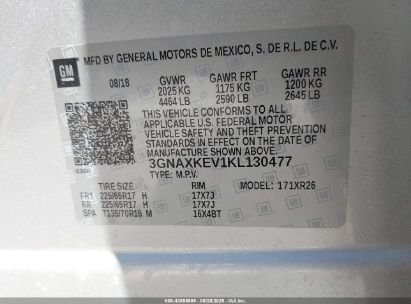 GM
MFD BY GENERAL MOTORS DE MEXICO, S. DE R.L. DE C.V.
08/18 GVWR GAWR FRT GAWR RR
2025 KG 1175 KG 1200 KG
4464 LB 2590 LB 2645 LB
THIS VEHICLE CONFORMS TO ALL
APPLICABLE U.S. FEDERAL MOTOR
VEHICLE SAFETY AND THEFT PREVENTION
STANDARDS IN EFFECT ON THE DATE OF
MANUFACTURE SHOWN ABOVE.
3GNAXKEV1KL130477
TYPE: M.P.V.
TIRE SIZE RIM MODEL: 171XR26
FRT 225/65R17 H 17X7J
RR 225/65R17 H 17X7J
SPA T135/70R16 M 16X4BT